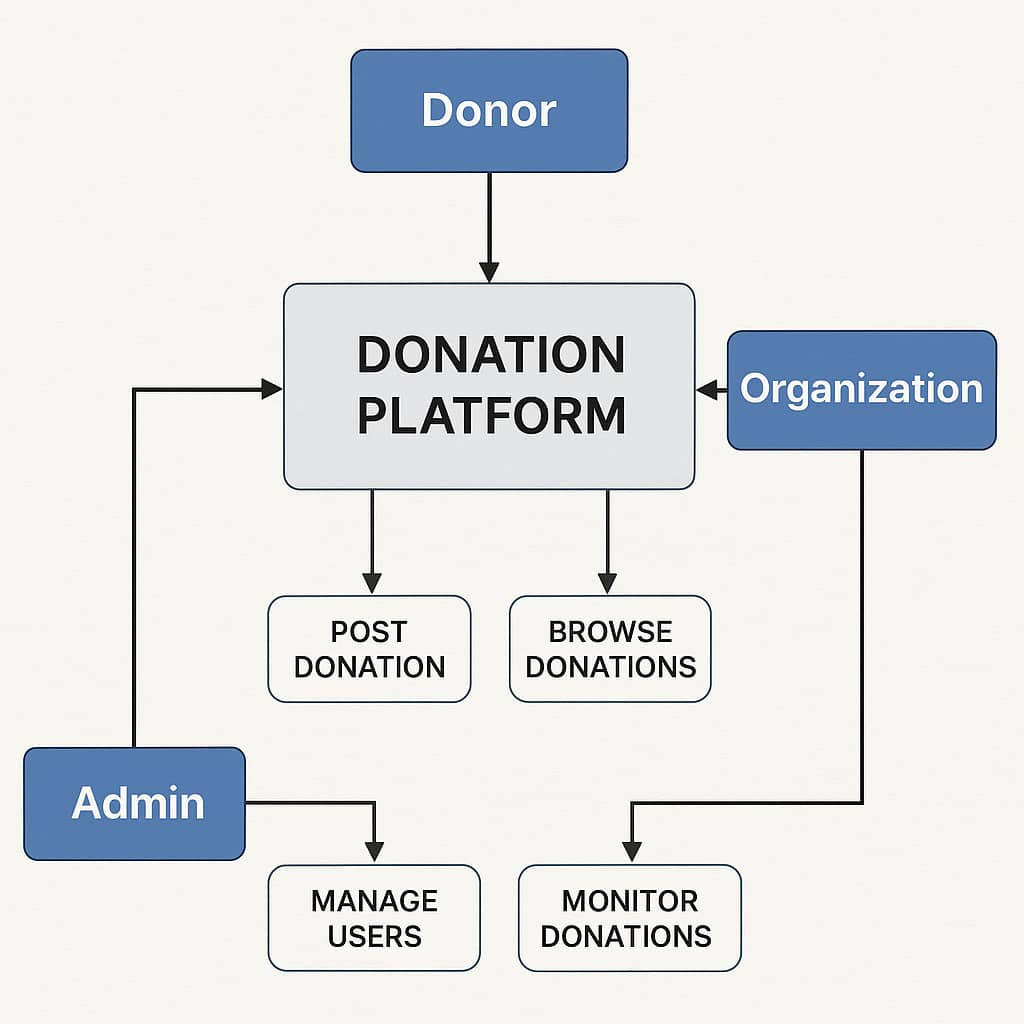 Donor
DONATION
PLATFORM
Organization
POST
DONATION
BROWSE
DONATIONS
Admin
MANAGE
USERS
MONITOR
DONATIONS